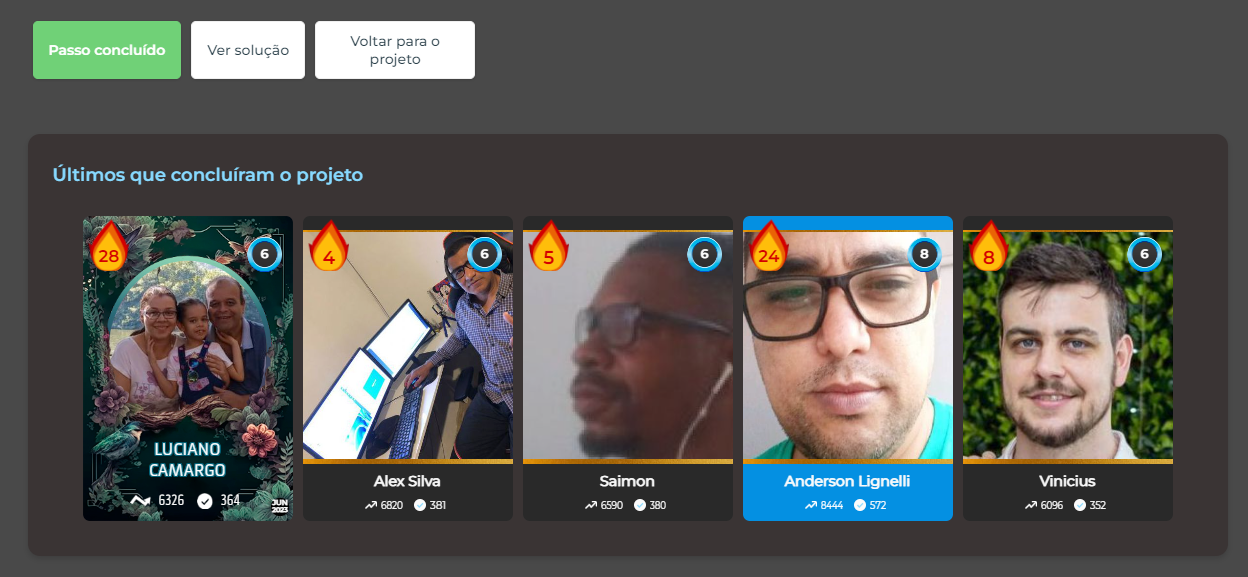 Passo concluído
Ver solução
Voltar para o
projeto
Últimos que concluíram o projeto
28
6
4
6
5
6
24
8
8
6
LUCIANO
CAMARGO
6326
364
JUN
2023
Alex Silva
6820
381
Saimon
6590
380
Anderson Lignelli
8444
572
Vinicius
6096
352